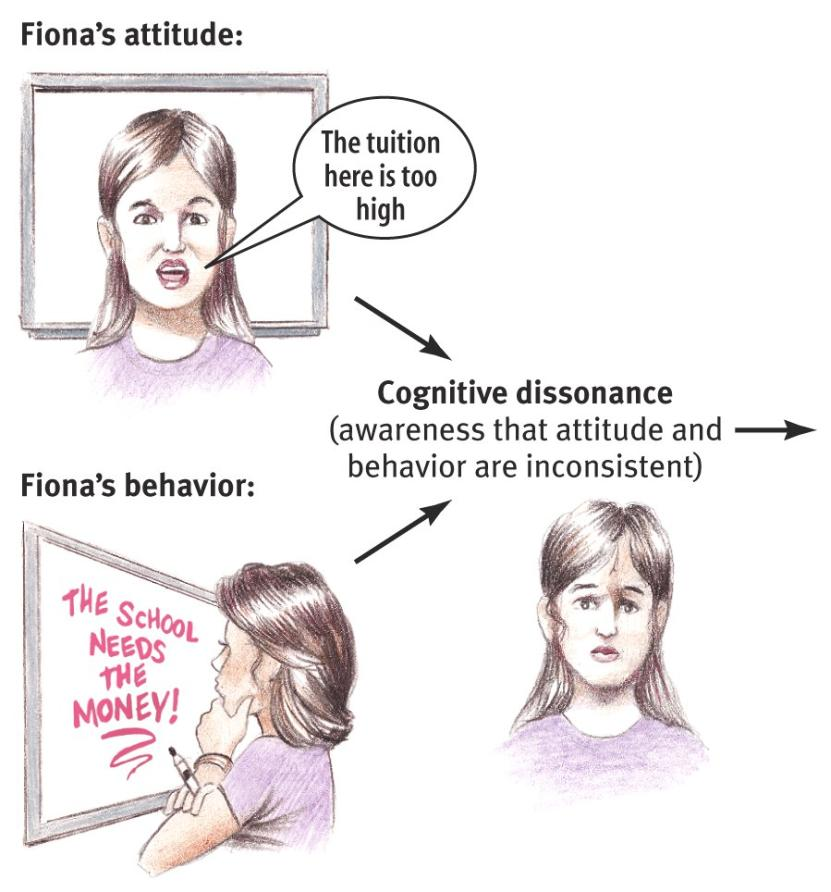 Fiona's attitude:
The tuition
here is too
high
Cognitive dissonance
(awareness that attitude and
behavior are inconsistent)
Fiona's behavior:
THE SCHOOL
NEEDS
THE
MONEY!